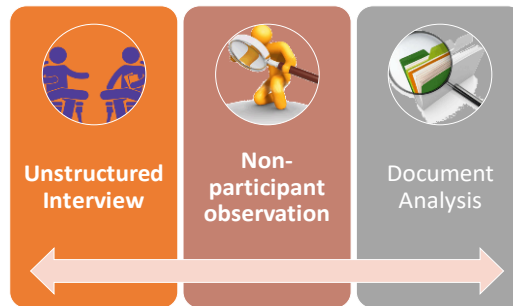 Unstructured
Interview
Non-
participant
observation
Document
Analysis